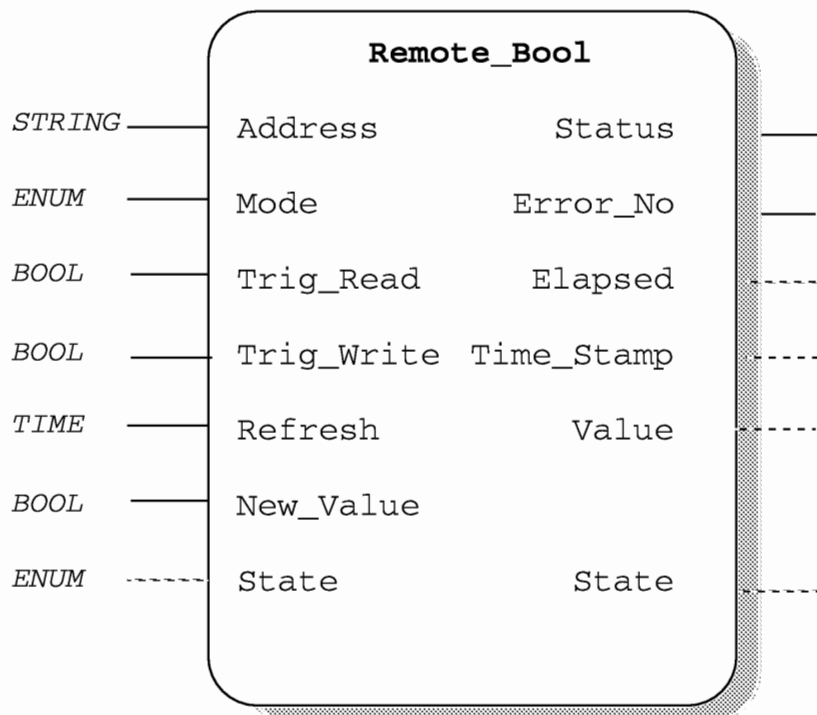 Remote_Bool
STRING Address Status
ENUM Mode Error_No
BOOL Trig_Read Elapsed
BOOL Trig_Write Time_Stamp
TIME Refresh Value
BOOL New_Value
ENUM State State